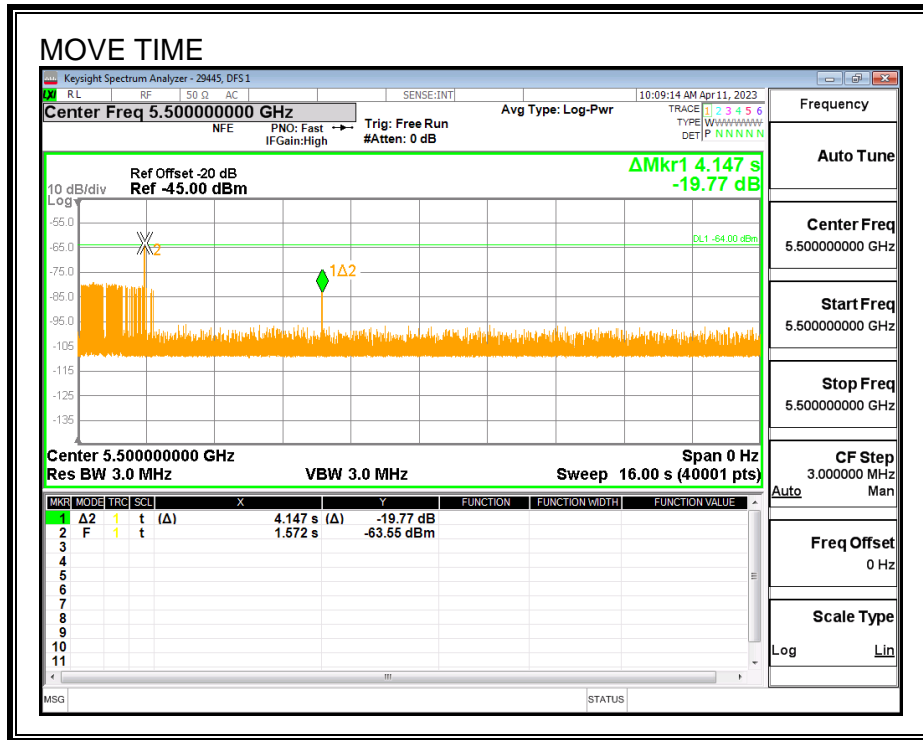 MOVE TIME
Keysight Spectrum Analyzer - 29445, DFS 1
LXI RL RF 50 Ω AC SENSE:INT 10:09:14 AM Apr 11, 2023
Center Freq 5.500000000 GHz Avg Type: Log-Pwr TRACE 1 2 3 4 5 6
NFE PNO: Fast Trig: Free Run TYPE WWWWWW
IFGain:High #Atten: 0 dB DET P N N N N N
ΔMkr1 4.147 s
-19.77 dB
Ref Offset -20 dB
10 dB/div Ref -45.00 dBm
Log
-55.0
-65.0
-75.0
-85.0
-95.0
-105
-115
-125
-135
2
1Δ2
DL1 -64.00 dBm
Center 5.500000000 GHz Span 0 Hz
Res BW 3.0 MHz VBW 3.0 MHz Sweep 16.00 s (40001 pts)
MKR MODE TRC SCL X Y FUNCTION FUNCTION WIDTH FUNCTION VALUE
1 Δ2 1 t (Δ) 4.147 s (Δ) -19.77 dB
2 F 1 t 1.572 s -63.55 dBm
3
4
5
6
7
8
9
10
11
MSG STATUS
Frequency
Auto Tune
Center Freq
5.500000000 GHz
Start Freq
5.500000000 GHz
Stop Freq
5.500000000 GHz
CF Step
3.000000 MHz
Auto Man
Freq Offset
0 Hz
Scale Type
Log Lin